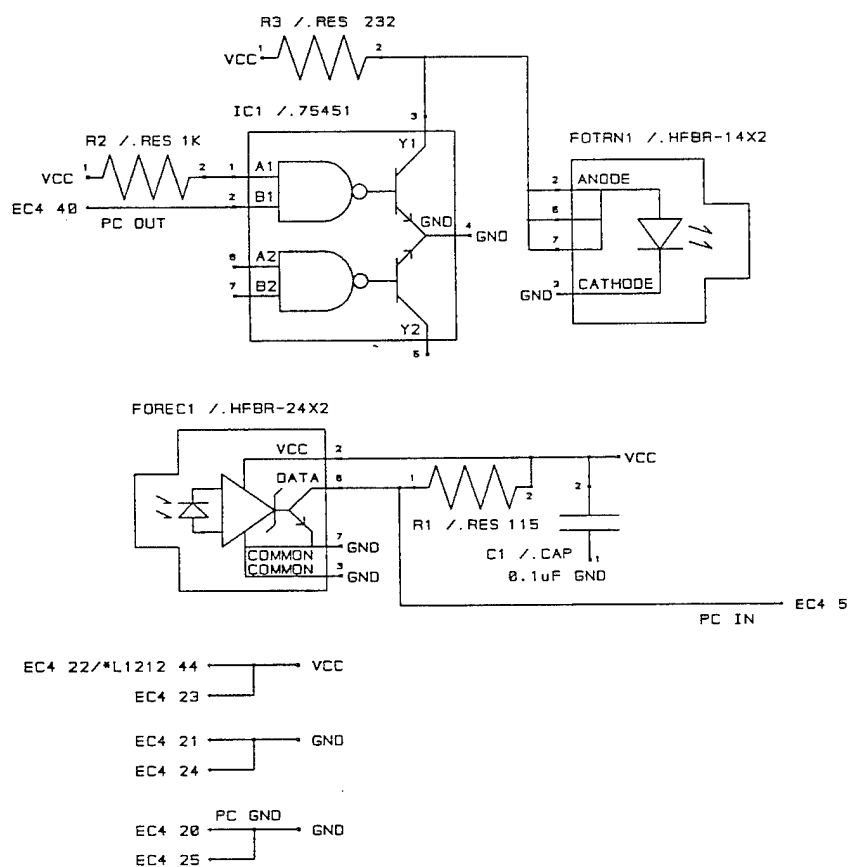 R3 /.RES 232
VCC 1 2
IC1 /.75451
3
R2 /.RES 1K
Y1
FOTRN1 /.HFBR-14X2
VCC 1 2 1 A1
2 ANODE
EC4 40 2 B1
PC OUT
GND 4 GND
6
7
6 A2
7 B2
GND 3 CATHODE
Y2
5
FOREC1 /.HFBR-24X2
VCC 2 VCC
DATA 6 1 2 2
R1 /.RES 115
7 GND
COMMON
COMMON
3 GND
C1 /.CAP 1
0.1uF GND
EC4 5
PC IN
EC4 22/*L1212 44 VCC
EC4 23
EC4 21 GND
EC4 24
PC GND
EC4 20 GND
EC4 25